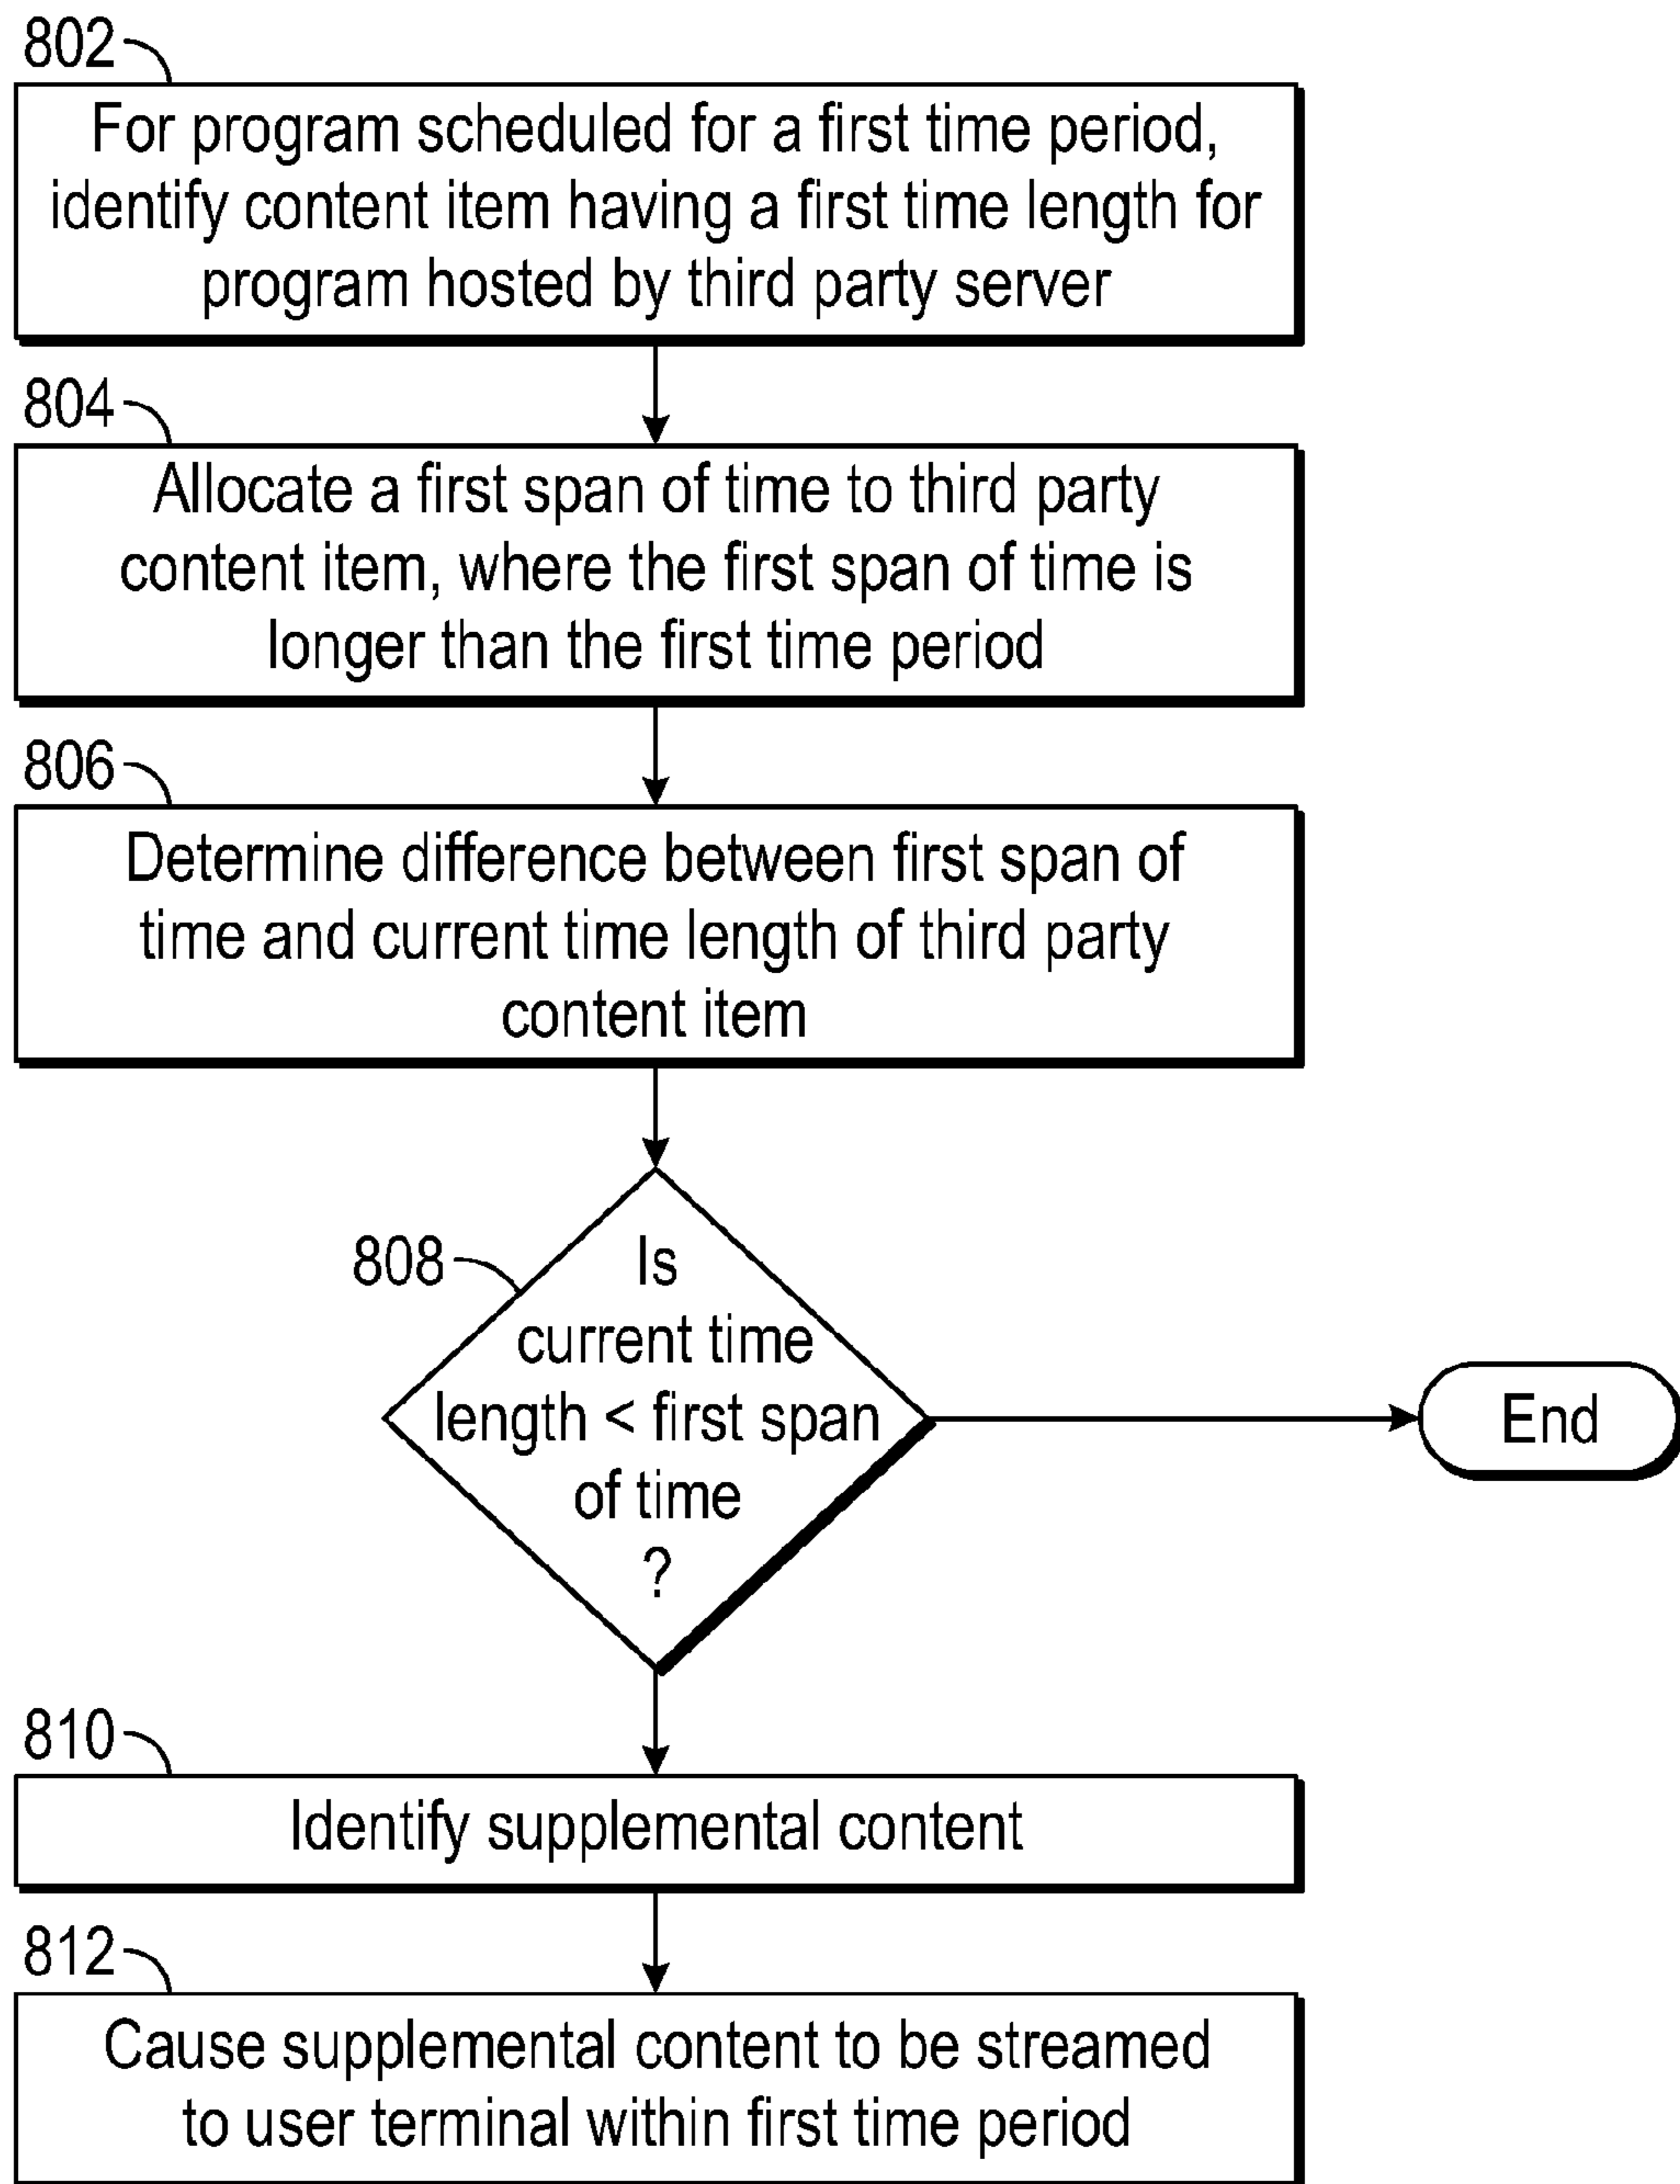 802
For program scheduled for a first time period,
identify content item having a first time length for
program hosted by third party server
804
Allocate a first span of time to third party
content item, where the first span of time is
longer than the first time period
806
Determine difference between first span of
time and current time length of third party
content item
808
Is
current time
length < first span
of time
?
End
810
Identify supplemental content
812
Cause supplemental content to be streamed
to user terminal within first time period